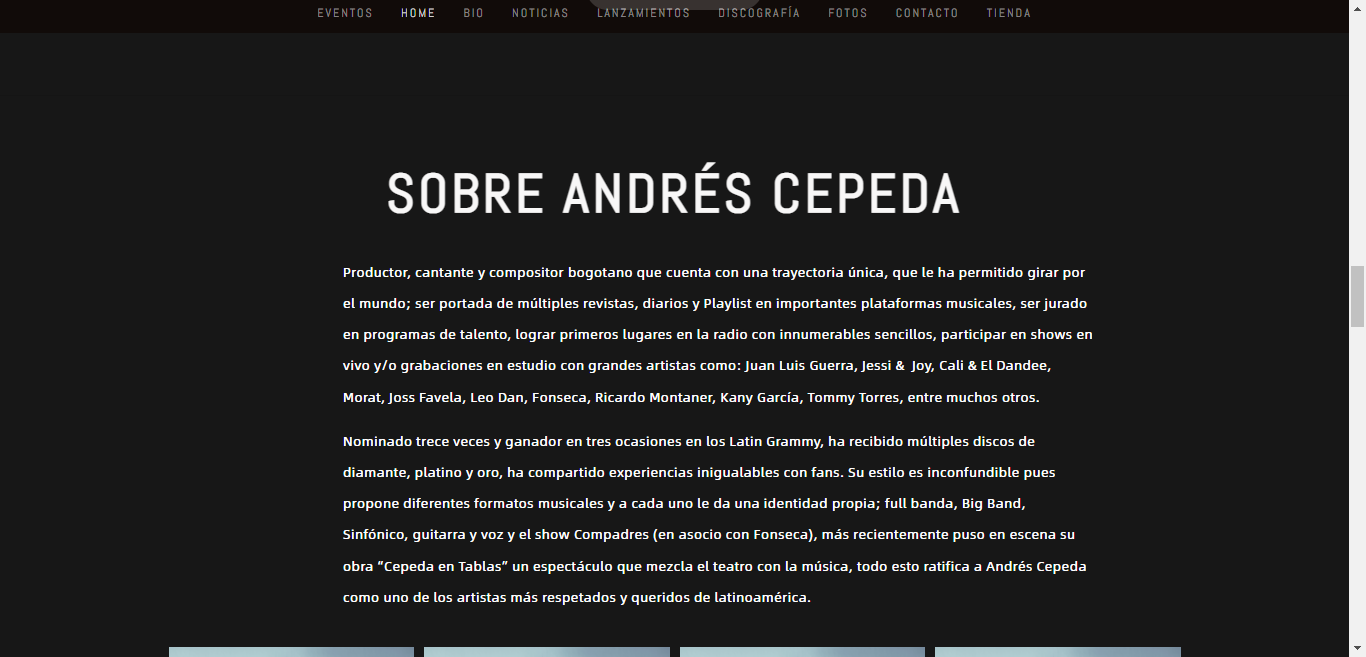 EVENTOS HOME BIO NOTICIAS LANZAMIENTOS DISCOGRAFÍA FOTOS CONTACTO TIENDA
SOBRE ANDRÉS CEPEDA
Productor, cantante y compositor bogotano que cuenta con una trayectoria única, que le ha permitido girar por
el mundo; ser portada de múltiples revistas, diarios y Playlist en importantes plataformas musicales, ser jurado
en programas de talento, lograr primeros lugares en la radio con innumerables sencillos, participar en shows en
vivo y/o grabaciones en estudio con grandes artistas como: Juan Luis Guerra, Jessi & Joy, Cali & El Dandee,
Morat, Joss Favela, Leo Dan, Fonseca, Ricardo Montaner, Kany García, Tommy Torres, entre muchos otros.
Nominado trece veces y ganador en tres ocasiones en los Latin Grammy, ha recibido múltiples discos de
diamante, platino y oro, ha compartido experiencias inigualables con fans. Su estilo es inconfundible pues
propone diferentes formatos musicales y a cada uno le da una identidad propia; full banda, Big Band,
Sinfónico, guitarra y voz y el show Compadres (en asocio con Fonseca), más recientemente puso en escena su
obra “Cepeda en Tablas” un espectáculo que mezcla el teatro con la música, todo esto ratifica a Andrés Cepeda
como uno de los artistas más respetados y queridos de latinoamérica.